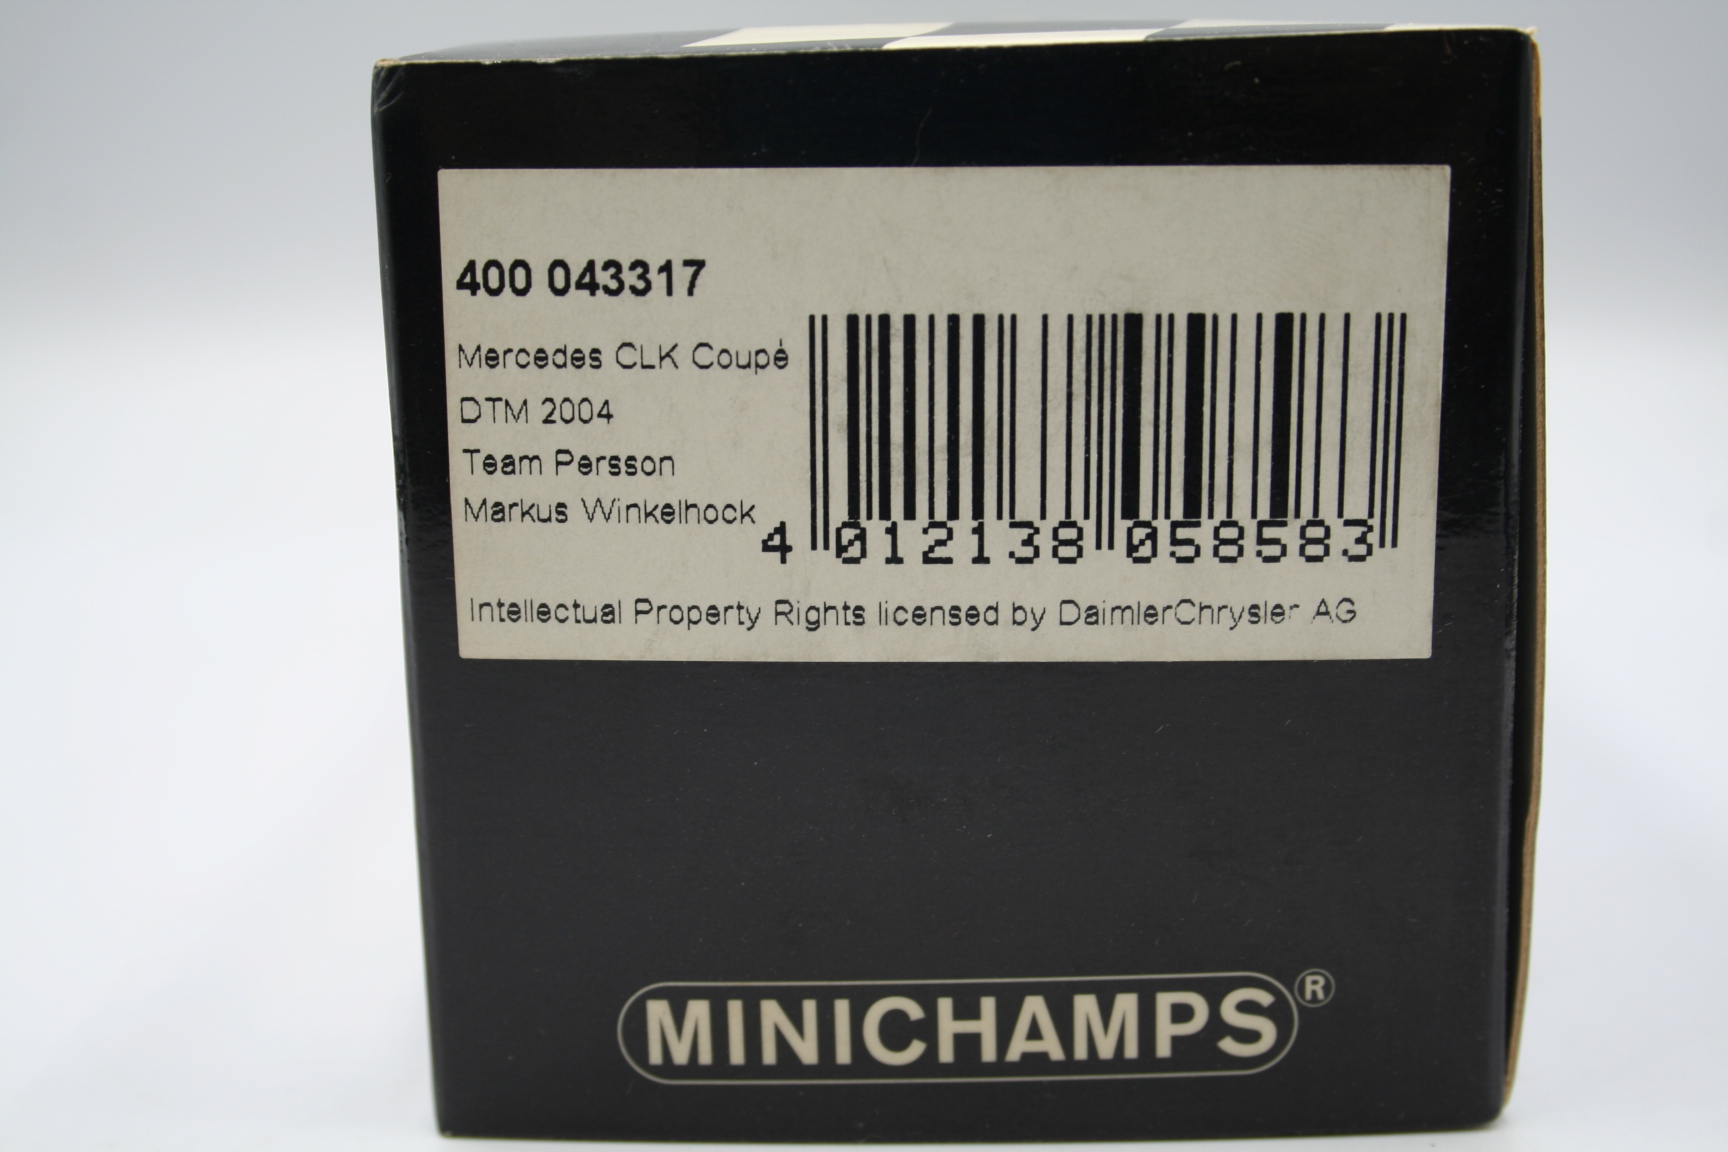 400 043317
Mercedes CLK Coupé
DTM 2004
Team Persson
Markus Winkelhock
4 012138 058583
Intellectual Property Rights licensed by DaimlerChrysler AG
MINICHAMPS®